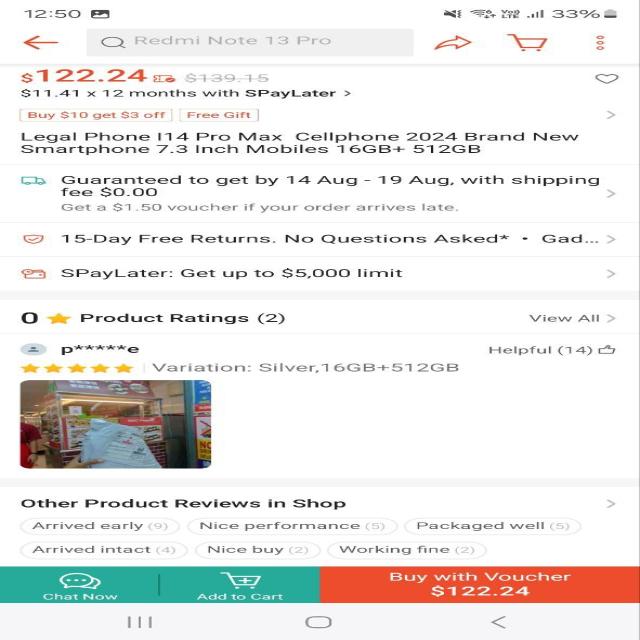 12:50
33%
Redmi Note 13 Pro
$122.24 $139.15
$11.41 x 12 months with SPayLater >
Buy $10 get $3 off Free Gift
Legal Phone I14 Pro Max Cellphone 2024 Brand New
Smartphone 7.3 Inch Mobiles 16GB+ 512GB
Guaranteed to get by 14 Aug - 19 Aug, with shipping
fee $0.00
Get a $1.50 voucher if your order arrives late.
15-Day Free Returns. No Questions Asked* • Gad...
SPayLater: Get up to $5,000 limit
0 Product Ratings (2) View All >
p*****e Helpful (14)
Variation: Silver,16GB+512GB
Other Product Reviews in Shop
Arrived early (9) Nice performance (5) Packaged well (5)
Arrived intact (4) Nice buy (2) Working fine (2)
Chat Now Add to Cart Buy with Voucher
$122.24